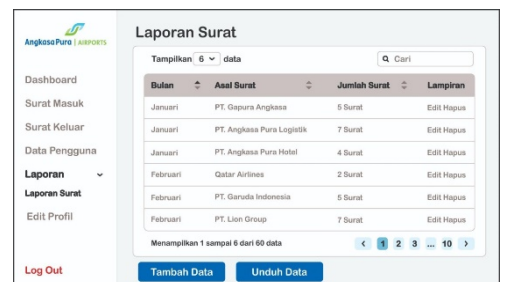 Angkasa Pura | AIRPORTS
Dashboard
Surat Masuk
Surat Keluar
Data Pengguna
Laporan
Laporan Surat
Edit Profil
Log Out
Laporan Surat
Tampilkan 6 data
Cari
Bulan Asal Surat Jumlah Surat Lampiran
Januari PT. Gapura Angkasa 5 Surat Edit Hapus
Januari PT. Angkasa Pura Logistik 7 Surat Edit Hapus
Januari PT. Angkasa Pura Hotel 4 Surat Edit Hapus
Februari Qatar Airlines 2 Surat Edit Hapus
Februari PT. Garuda Indonesia 5 Surat Edit Hapus
Februari PT. Lion Group 7 Surat Edit Hapus
Menampilkan 1 sampai 6 dari 60 data
< 1 2 3 ... 10 >
Tambah Data Unduh Data